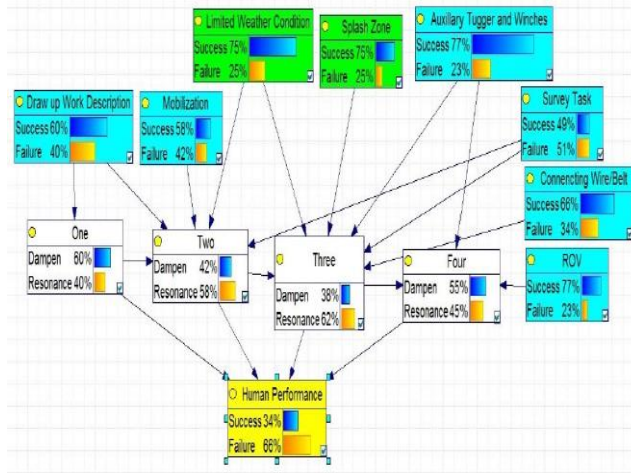 Limited Weather Condition
Success 75%
Failure 25%
Splash Zone
Success 75%
Failure 25%
Auxillary Tugger and Winches
Success 77%
Failure 23%
Draw up Work Description
Success 60%
Failure 40%
Mobilization
Success 58%
Failure 42%
Survey Task
Success 49%
Failure 51%
Connencting Wire/Belt
Success 66%
Failure 34%
One
Dampen 60%
Resonance 40%
Two
Dampen 42%
Resonance 58%
Three
Dampen 38%
Resonance 62%
Four
Dampen 55%
Resonance 45%
ROV
Success 77%
Failure 23%
Human Performance
Success 34%
Failure 66%